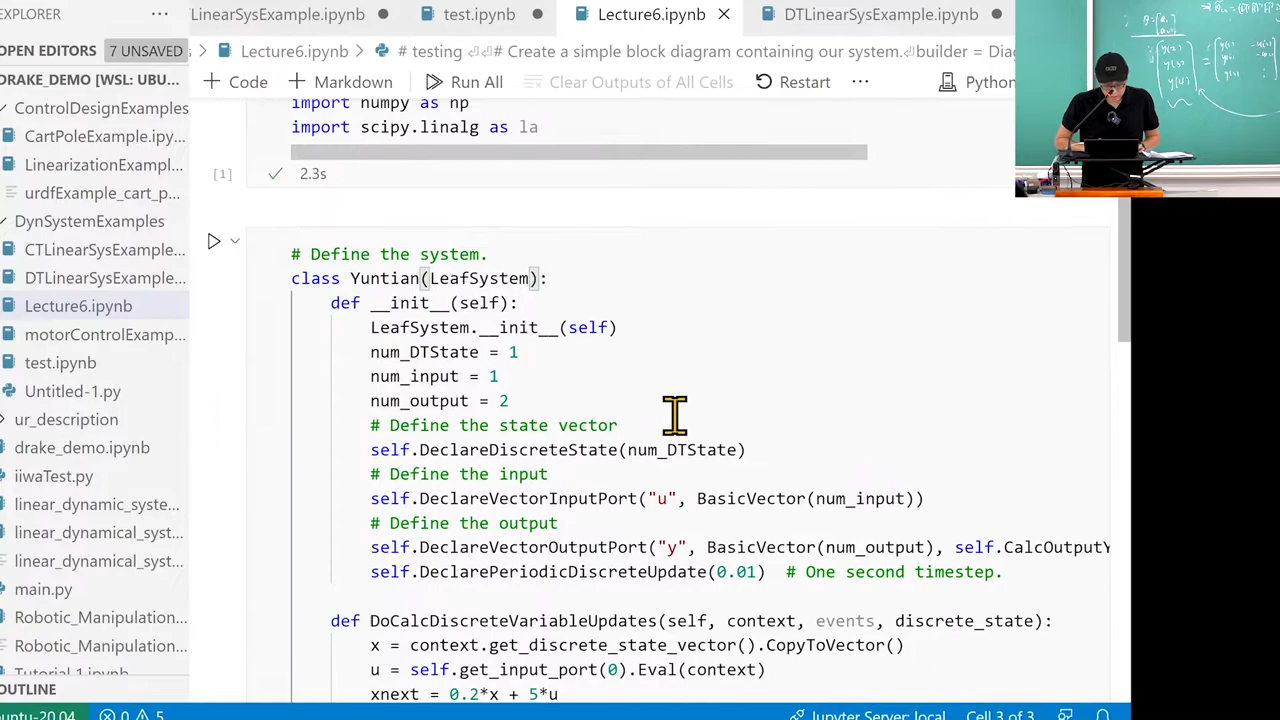 EXPLORER
LinearSysExample.ipynb
test.ipynb
Lecture6.ipynb
DTLinearSysExample.ipynb
OPEN EDITORS 7 UNSAVED
Lecture6.ipynb > # testing ⏎⏎# Create a simple block diagram containing our system.⏎builder = Diag
+ Code + Markdown Run All Clear Outputs of All Cells Restart ... Python
DRAKE_DEMO [WSL: UBU...
ControlDesignExamples
CartPoleExample.ipy...
LinearizationExampl...
urdfExample_cart_p...
DynSystemExamples
CTLinearSysExample...
DTLinearSysExample...
Lecture6.ipynb
motorControlExamp...
test.ipynb
Untitled-1.py
ur_description
drake_demo.ipynb
iiwaTest.py
linear_dynamic_syste...
linear_dynamical_syst...
linear_dynamical_syst...
main.py
Robotic_Manipulation...
Robotic_Manipulation...
Tutorial_1.ipynb
OUTLINE
import numpy as np
import scipy.linalg as la
[1] 2.3s
# Define the system.
class Yuntian(LeafSystem):
def __init__(self):
LeafSystem.__init__(self)
num_DTState = 1
num_input = 1
num_output = 2
# Define the state vector
self.DeclareDiscreteState(num_DTState)
# Define the input
self.DeclareVectorInputPort("u", BasicVector(num_input))
# Define the output
self.DeclareVectorOutputPort("y", BasicVector(num_output), self.CalcOutputY
self.DeclarePeriodicDiscreteUpdate(0.01) # One second timestep.
def DoCalcDiscreteVariableUpdates(self, context, events, discrete_state):
x = context.get_discrete_state_vector().CopyToVector()
u = self.get_input_port(0).Eval(context)
xnext = 0.2*x + 5*u
ountu-20.04 0 5 Jupyter Server: local Cell 3 of 3